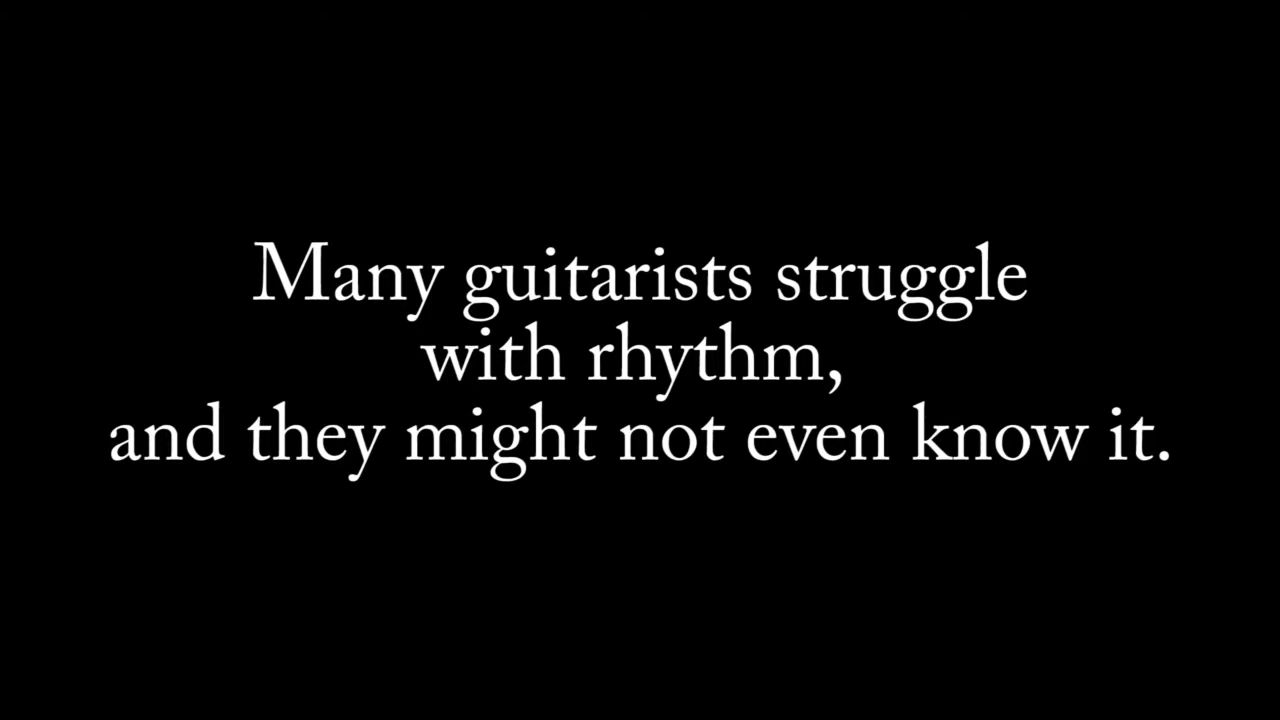 Many guitarists struggle
with rhythm,
and they might not even know it.